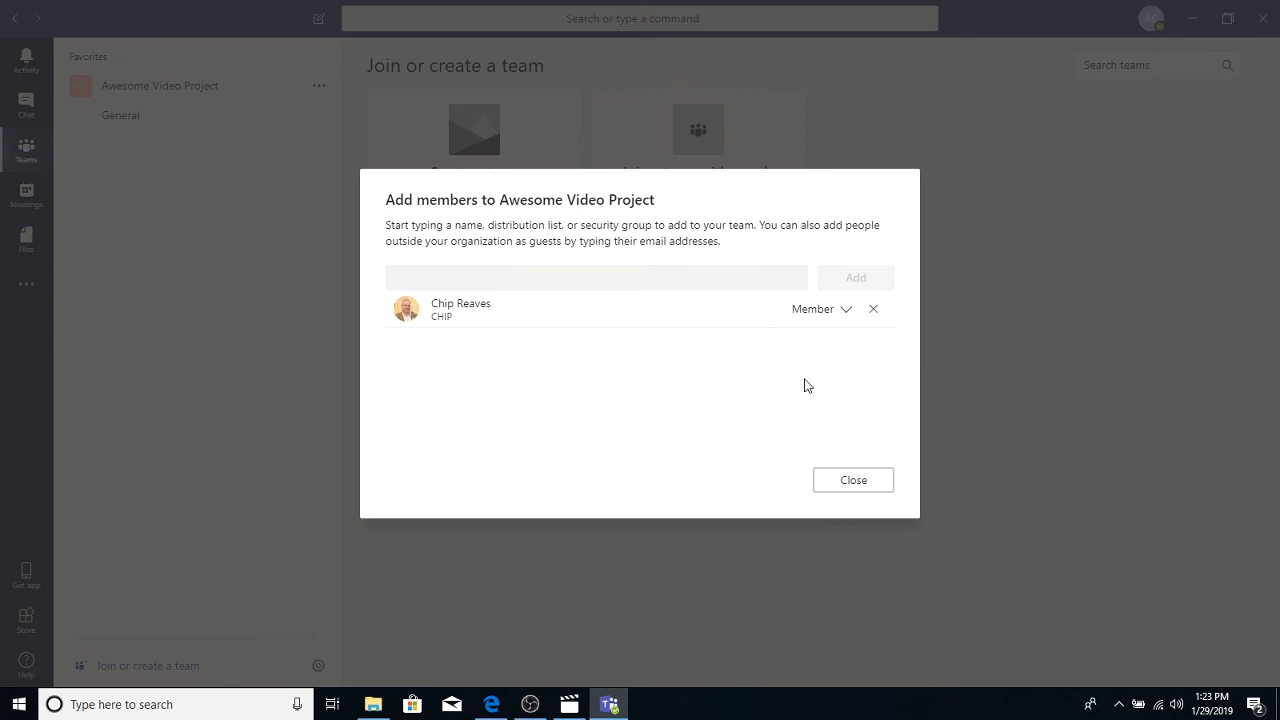 Search or type a command
AC
Activity
Chat
Teams
Meetings
Files
Get app
Store
Help
Favorites
Awesome Video Project
General
Join or create a team
Join or create a team
Search teams
Add members to Awesome Video Project
Start typing a name, distribution list, or security group to add to your team. You can also add people
outside your organization as guests by typing their email addresses.
Add
Chip Reaves
CHIP
Member
Close
Type here to search
1:23 PM
1/29/2019
2